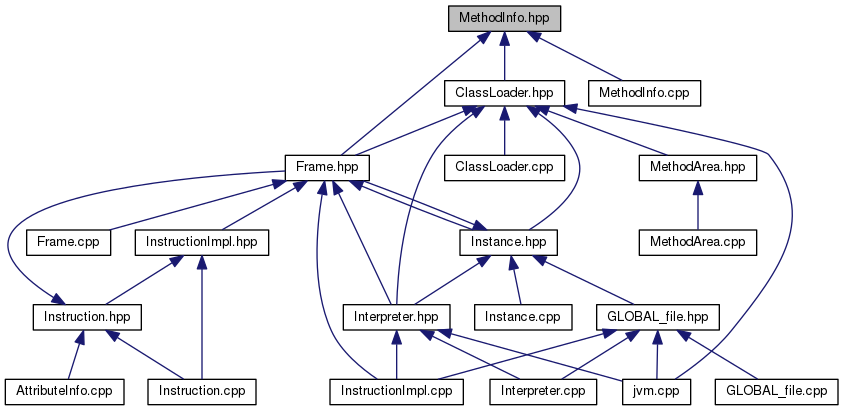 MethodInfo.hpp
ClassLoader.hpp
MethodInfo.cpp
Frame.hpp
ClassLoader.cpp
MethodArea.hpp
Frame.cpp
InstructionImpl.hpp
Instance.hpp
MethodArea.cpp
Instruction.hpp
Interpreter.hpp
Instance.cpp
GLOBAL_file.hpp
AttributeInfo.cpp
Instruction.cpp
InstructionImpl.cpp
Interpreter.cpp
jvm.cpp
GLOBAL_file.cpp